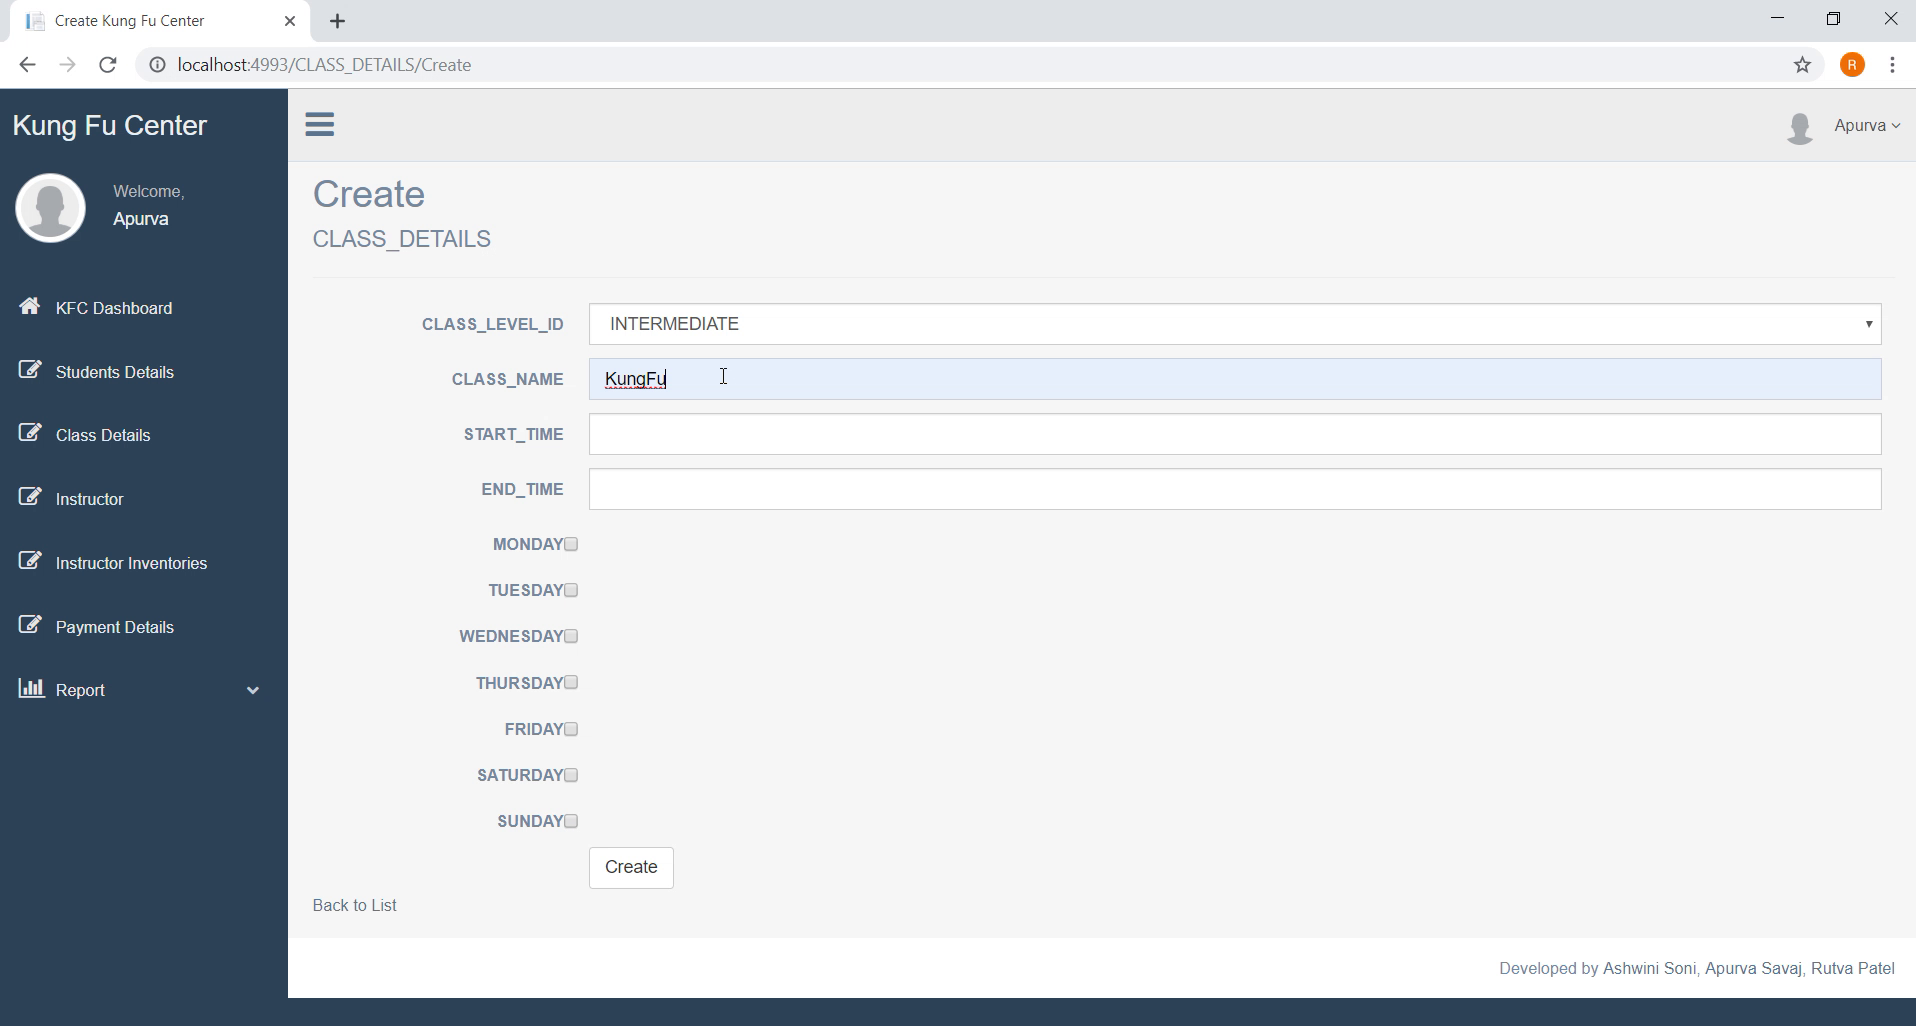 Create Kung Fu Center
localhost:4993/CLASS_DETAILS/Create
R
Kung Fu Center
Apurva
Welcome,
Apurva
KFC Dashboard
Students Details
Class Details
Instructor
Instructor Inventories
Payment Details
Report
Create
CLASS_DETAILS
CLASS_LEVEL_ID INTERMEDIATE
CLASS_NAME KungFu
START_TIME
END_TIME
MONDAY
TUESDAY
WEDNESDAY
THURSDAY
FRIDAY
SATURDAY
SUNDAY
Create
Back to List
Developed by Ashwini Soni, Apurva Savaj, Rutva Patel